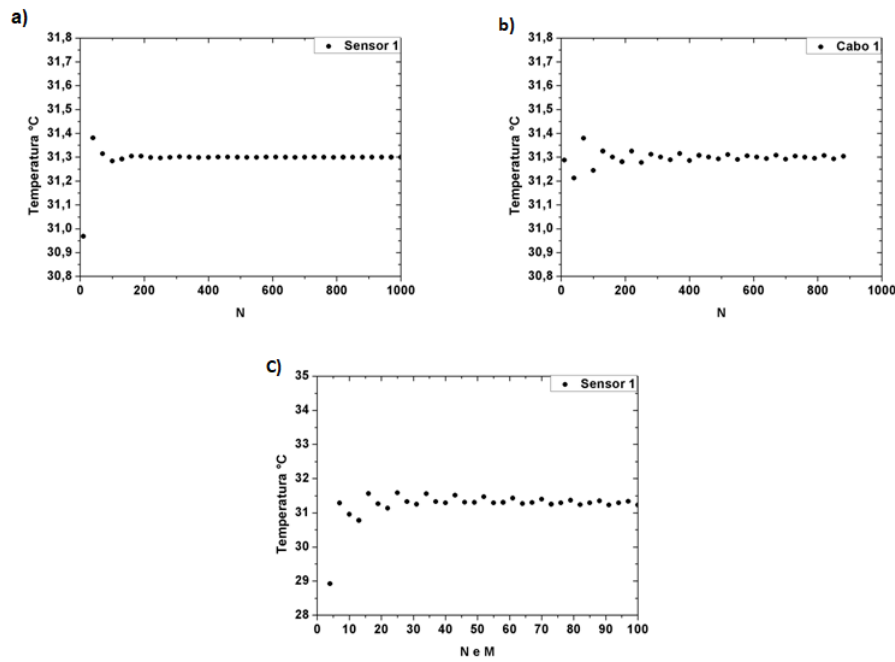 a)
Sensor 1
31,8
31,7
31,6
31,5
31,4
31,3
31,2
31,1
31,0
30,9
30,8
Temperatura °C
0 200 400 600 800 1000
N
b)
Cabo 1
31,8
31,7
31,6
31,5
31,4
31,3
31,2
31,1
31,0
30,9
30,8
Temperatura °C
0 200 400 600 800 1000
N
C)
Sensor 1
35
34
33
32
31
30
29
28
Temperatura °C
0 10 20 30 40 50 60 70 80 90 100
N e M